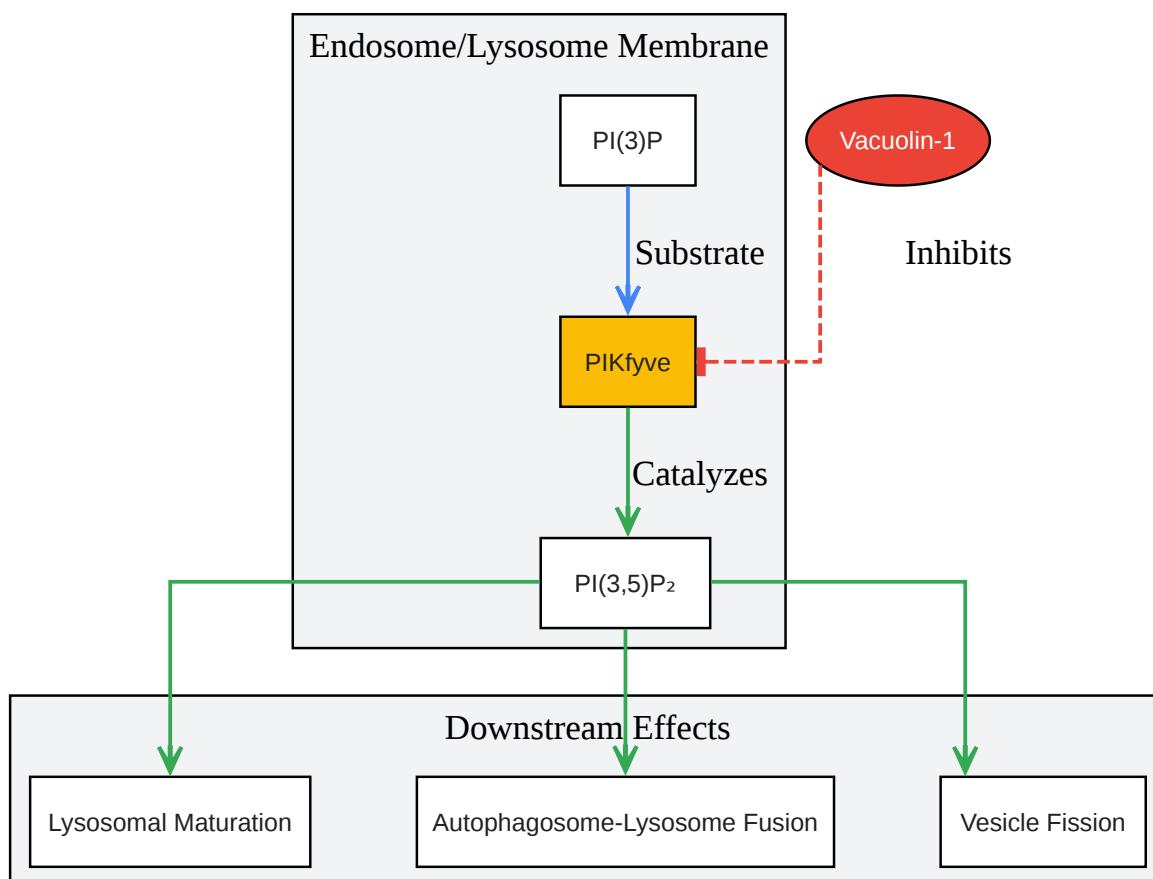 Endosome/Lysosome Membrane
PI(3)P
Vacuolin-1
Substrate
Inhibits
PIKfyve
Catalyzes
PI(3,5)P₂
Downstream Effects
Lysosomal Maturation
Autophagosome-Lysosome Fusion
Vesicle Fission